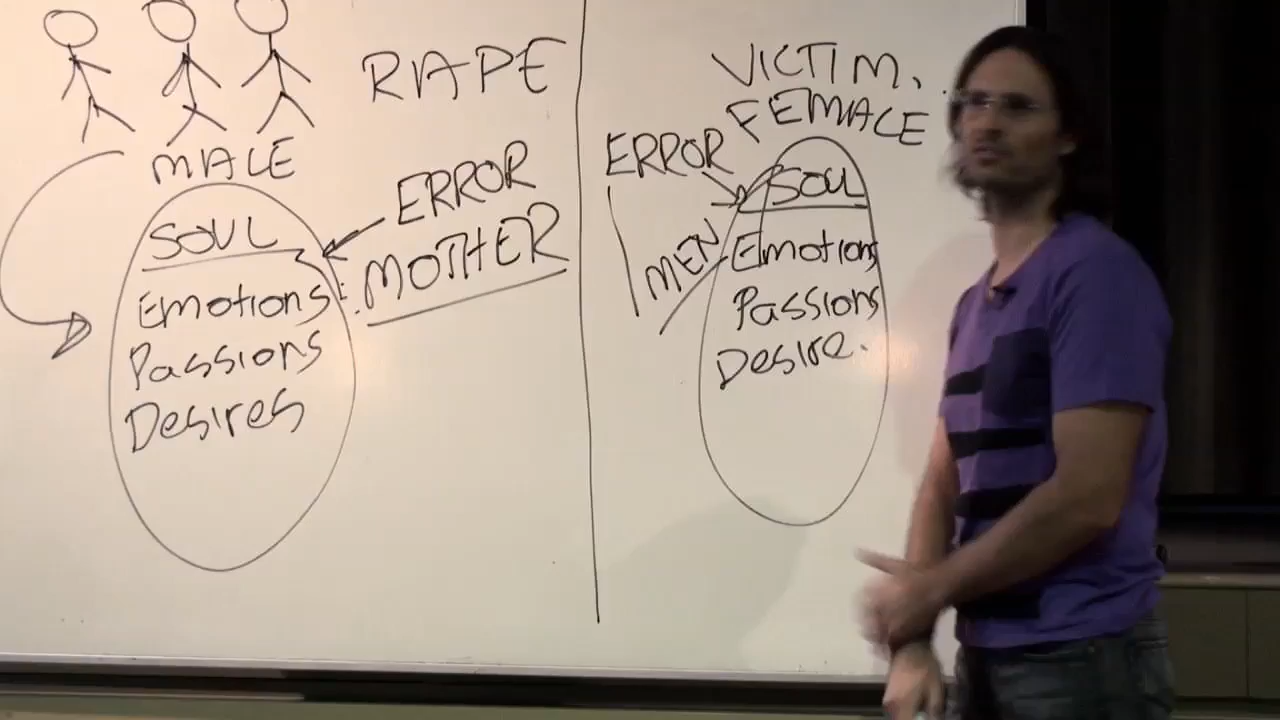 RAPE
MALE
ERROR
MOTHER
SOUL
Emotions
Passions
Desires
VICTIM.
FEMALE
ERROR
MEN
SOUL
Emotions
Passions
Desire.